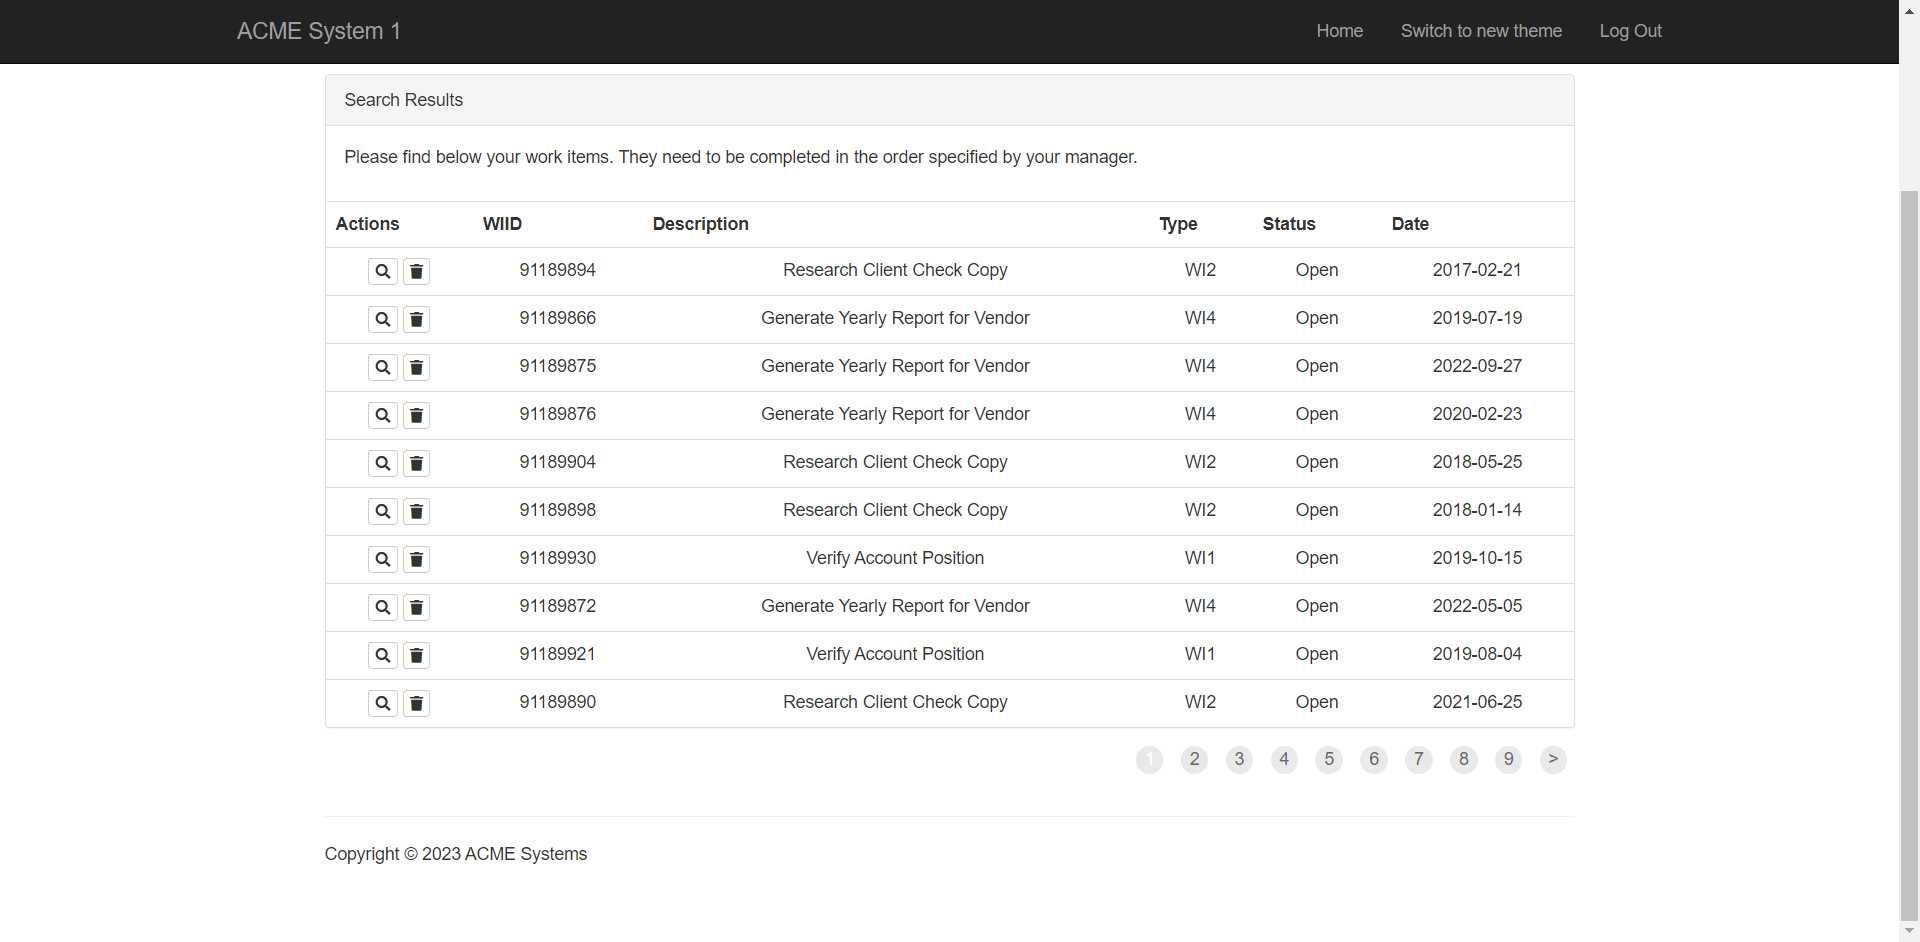 ACME System 1 Home Switch to new theme Log Out
Search Results
Please find below your work items. They need to be completed in the order specified by your manager.
Actions WIID Description Type Status Date
91189894 Research Client Check Copy WI2 Open 2017-02-21
91189866 Generate Yearly Report for Vendor WI4 Open 2019-07-19
91189875 Generate Yearly Report for Vendor WI4 Open 2022-09-27
91189876 Generate Yearly Report for Vendor WI4 Open 2020-02-23
91189904 Research Client Check Copy WI2 Open 2018-05-25
91189898 Research Client Check Copy WI2 Open 2018-01-14
91189930 Verify Account Position WI1 Open 2019-10-15
91189872 Generate Yearly Report for Vendor WI4 Open 2022-05-05
91189921 Verify Account Position WI1 Open 2019-08-04
91189890 Research Client Check Copy WI2 Open 2021-06-25
1 2 3 4 5 6 7 8 9 >
Copyright © 2023 ACME Systems